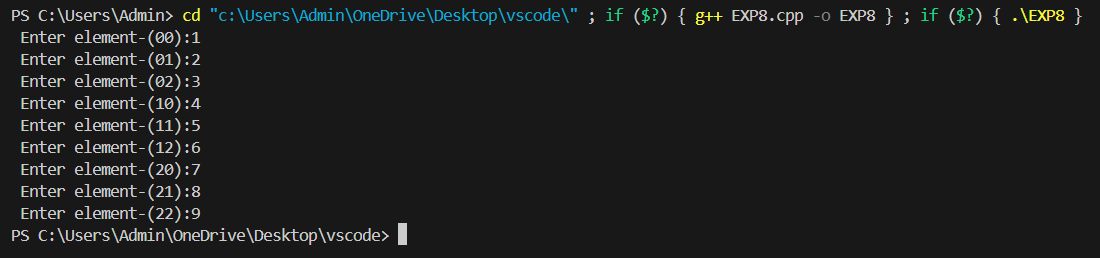 PS C:\Users\Admin> cd "c:\Users\Admin\OneDrive\Desktop\vscode\" ; if ($?) { g++ EXP8.cpp -o EXP8 } ; if ($?) { .\EXP8 }
Enter element-(00):1
Enter element-(01):2
Enter element-(02):3
Enter element-(10):4
Enter element-(11):5
Enter element-(12):6
Enter element-(20):7
Enter element-(21):8
Enter element-(22):9
PS C:\Users\Admin\OneDrive\Desktop\vscode>